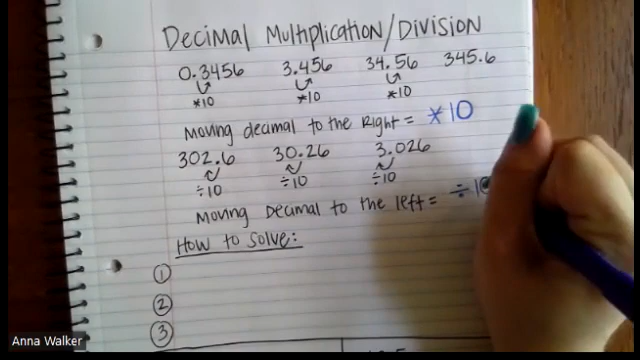 Decimal Multiplication/Division
0.3456 3.456 34.56 345.6
*10 *10 *10
Moving decimal to the Right = *10
302.6 30.26 3.026
÷10 ÷10 ÷10
Moving Decimal to the left = ÷10
How to solve:
1
2
3
Anna Walker